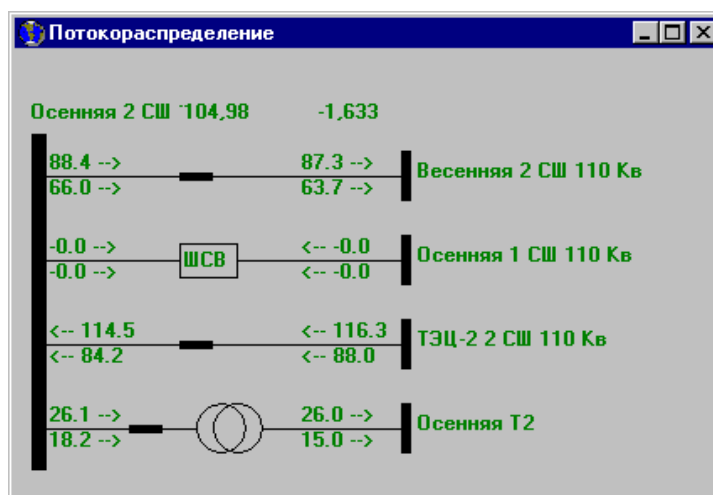 Потокораспределение
Осенняя 2 СШ 104,98 -1,633
88.4 --> 87.3 -->
66.0 --> 63.7 -->
Весенняя 2 СШ 110 Кв
-0.0 --> <-- -0.0
ШСВ
-0.0 --> <-- -0.0
Осенняя 1 СШ 110 Кв
<-- 114.5 <-- 116.3
<-- 84.2 <-- 88.0
ТЭЦ-2 2 СШ 110 Кв
26.1 --> 26.0 -->
18.2 --> 15.0 -->
Осенняя Т2